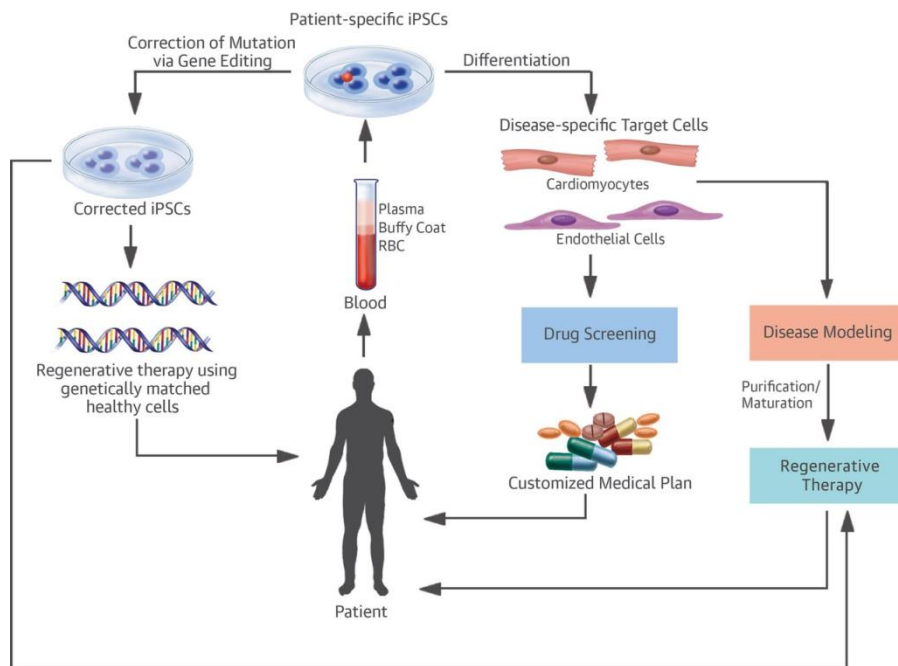 Patient-specific iPSCs
Correction of Mutation
via Gene Editing
Differentiation
Disease-specific Target Cells
Cardiomyocytes
Endothelial Cells
Corrected iPSCs
Plasma
Buffy Coat
RBC
Blood
Drug Screening
Disease Modeling
Regenerative therapy using
genetically matched
healthy cells
Purification/
Maturation
Customized Medical Plan
Regenerative
Therapy
Patient